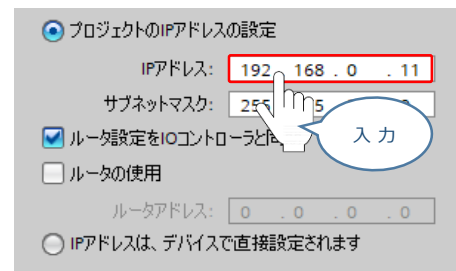 プロジェクトのIPアドレスの設定
IPアドレス: 192 . 168 . 0 . 11
サブネットマスク: 255
入力
ルータ設定をIOコントローラと同
ルータの使用
ルータアドレス: 0 . 0 . 0 . 0
IPアドレスは、デバイスで直接設定されます